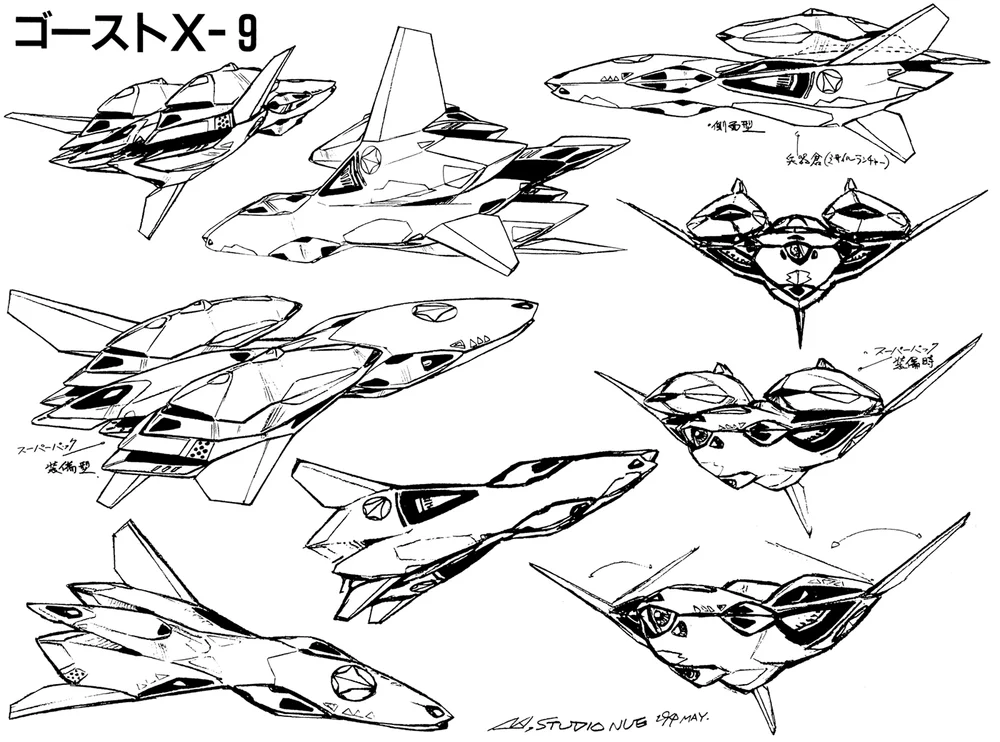 ゴーストX-9
側面型
兵器倉(ミサイルランチャー)
スーパーパック
装備時
スーパーパック
装備型
STUDIO NUE '94 MAY.